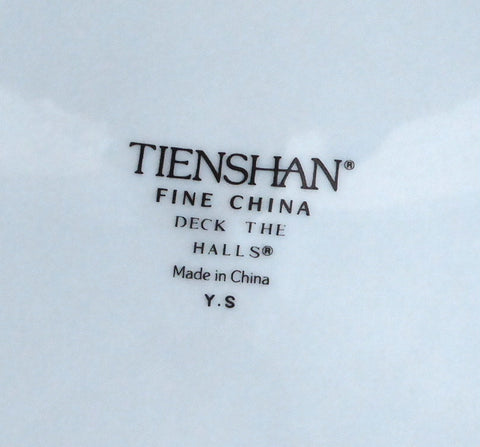 TIENSHAN®
FINE CHINA
DECK THE
HALLS®
Made in China
Y.S